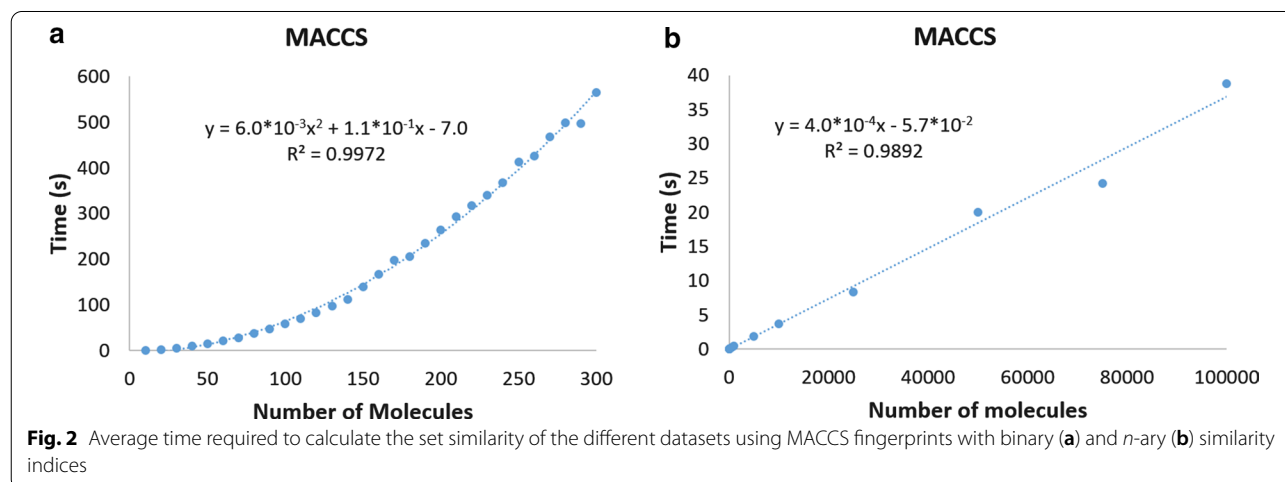 a
MACCS
600
500
400
300
200
100
0
Time (s)
y = 6.0*10⁻³x² + 1.1*10⁻¹x - 7.0
R² = 0.9972
0 50 100 150 200 250 300
Number of Molecules
b
MACCS
40
35
30
25
20
15
10
5
0
Time (s)
y = 4.0*10⁻⁴x - 5.7*10⁻²
R² = 0.9892
0 20000 40000 60000 80000 100000
Number of molecules
Fig. 2 Average time required to calculate the set similarity of the different datasets using MACCS fingerprints with binary (a) and n-ary (b) similarity
indices